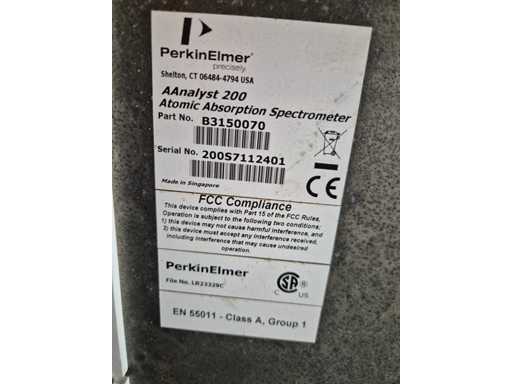 PerkinElmer®
precisely.
Shelton, CT 06484-4794 USA
AAnalyst 200
Atomic Absorption Spectrometer
Part No. B3150070
Serial No. 200S7112401
CE
Made in Singapore
FCC Compliance
This device complies with Part 15 of the FCC Rules.
Operation is subject to the following two conditions:
1) this device may not cause harmful interference, and
2) this device must accept any interference received,
including interference that may cause undesired
operation.
PerkinElmer
File No. LR23329C
C SA ® US
EN 55011 - Class A, Group 1